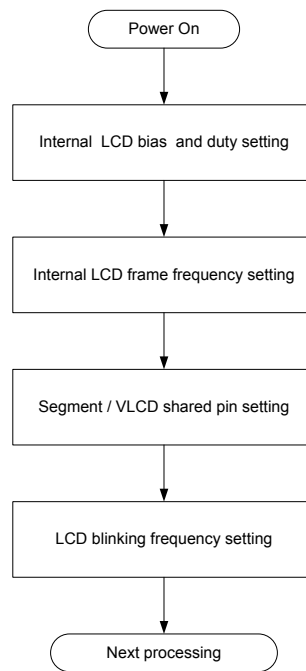 Power On
Internal LCD bias and duty setting
Internal LCD frame frequency setting
Segment / VLCD shared pin setting
LCD blinking frequency setting
Next processing